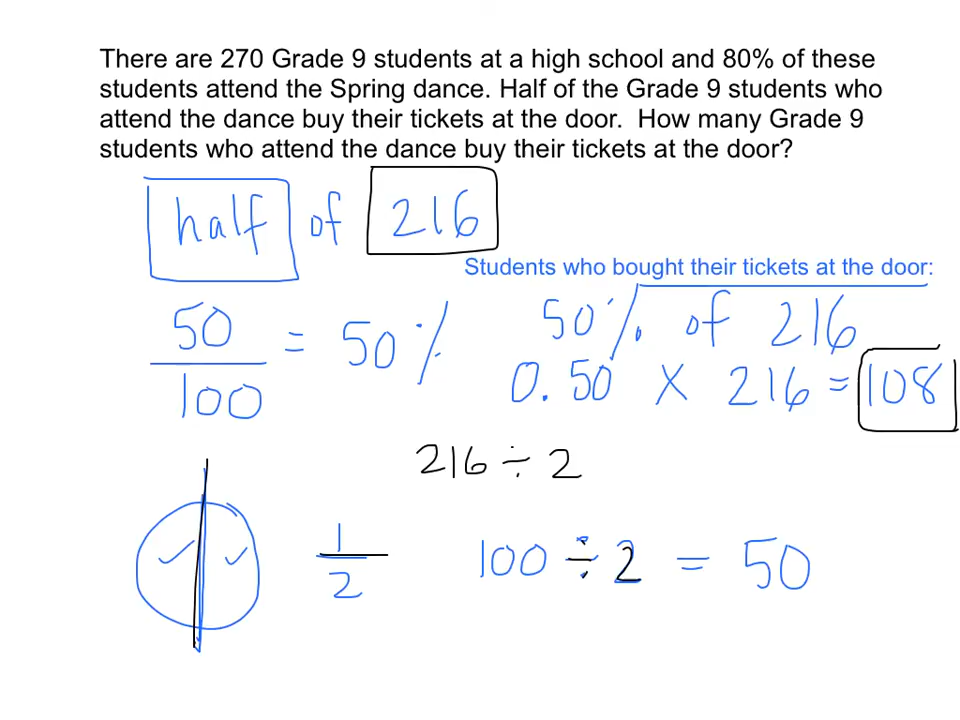 There are 270 Grade 9 students at a high school and 80% of these
students attend the Spring dance. Half of the Grade 9 students who
attend the dance buy their tickets at the door. How many Grade 9
students who attend the dance buy their tickets at the door?
half of 216
Students who bought their tickets at the door:
50/100 = 50%
50% of 216
0.50 X 216 = 108
216 ÷ 2
1/2
100 ÷ 2 = 50